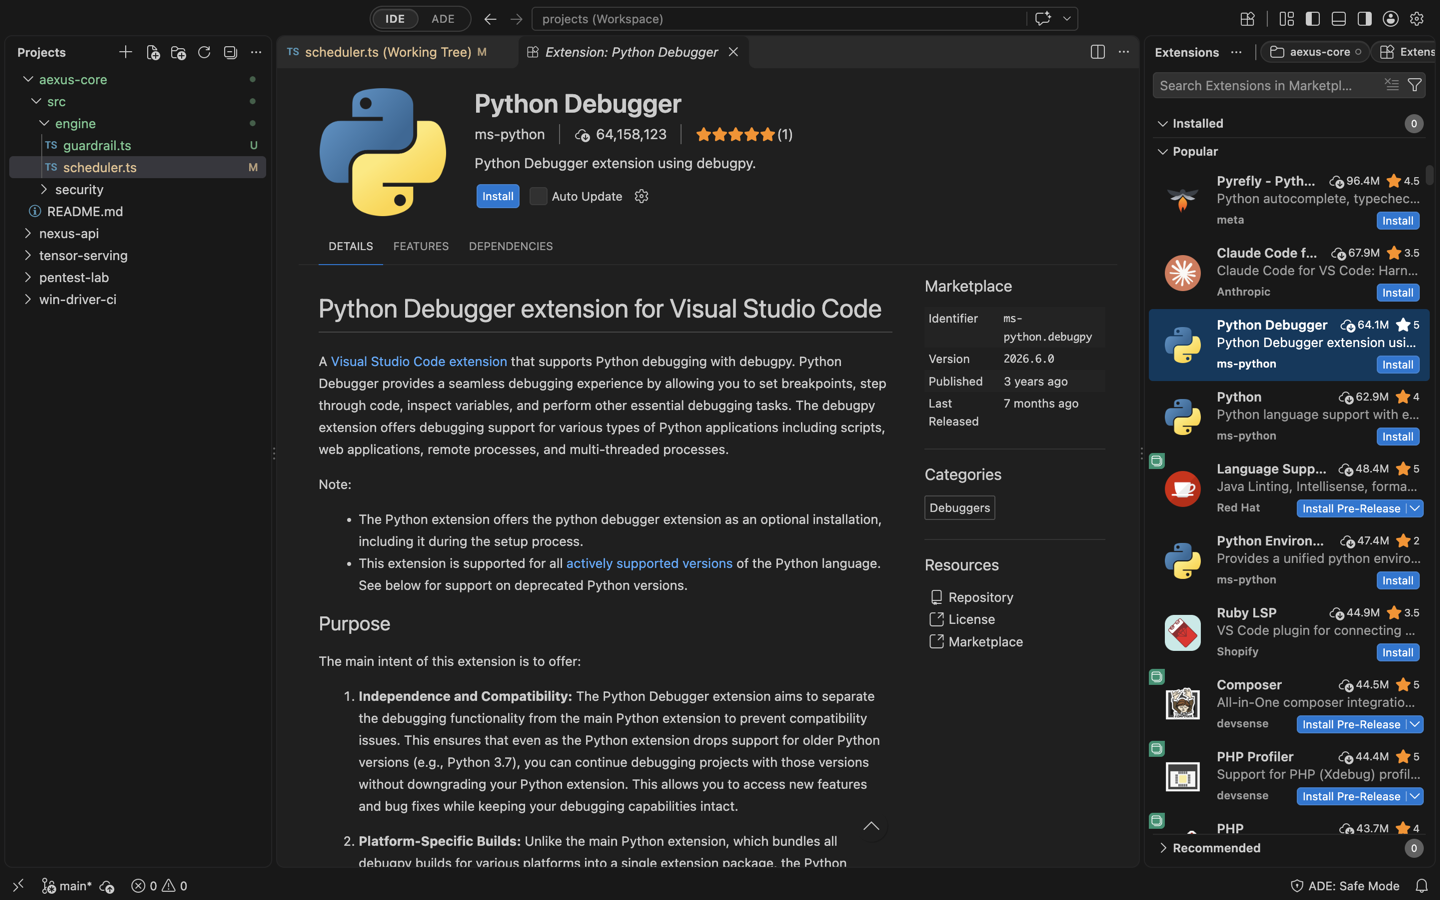 IDE
ADE
projects (Workspace)
Projects
aexus-core
src
engine
TS guardrail.ts U
TS scheduler.ts M
security
README.md
nexus-api
tensor-serving
pentest-lab
win-driver-ci
TS scheduler.ts (Working Tree) M
Extension: Python Debugger
Python Debugger
ms-python
64,158,123
(1)
Python Debugger extension using debugpy.
Install
Auto Update
DETAILS
FEATURES
DEPENDENCIES
Python Debugger extension for Visual Studio Code
A Visual Studio Code extension that supports Python debugging with debugpy. Python
Debugger provides a seamless debugging experience by allowing you to set breakpoints, step
through code, inspect variables, and perform other essential debugging tasks. The debugpy
extension offers debugging support for various types of Python applications including scripts,
web applications, remote processes, and multi-threaded processes.
Note:
• The Python extension offers the python debugger extension as an optional installation,
including it during the setup process.
• This extension is supported for all actively supported versions of the Python language.
See below for support on deprecated Python versions.
Purpose
The main intent of this extension is to offer:
1. Independence and Compatibility: The Python Debugger extension aims to separate
the debugging functionality from the main Python extension to prevent compatibility
issues. This ensures that even as the Python extension drops support for older Python
versions (e.g., Python 3.7), you can continue debugging projects with those versions
without downgrading your Python extension. This allows you to access new features
and bug fixes while keeping your debugging capabilities intact.
2. Platform-Specific Builds: Unlike the main Python extension, which bundles all
debugpy builds for various platforms into a single extension package, the Python
Marketplace
Identifier ms-
python.debugpy
Version 2026.6.0
Published 3 years ago
Last 7 months ago
Released
Categories
Debuggers
Resources
Repository
License
Marketplace
Extensions
aexus-core
Extens
Search Extensions in Marketpl...
Installed 0
Popular
Pyrefly - Pyth... 96.4M 4.5
Python autocomplete, typechec...
meta Install
Claude Code f... 67.9M 3.5
Claude Code for VS Code: Harn...
Anthropic Install
Python Debugger 64.1M 5
Python Debugger extension usi...
ms-python Install
Python 62.9M 4
Python language support with e...
ms-python Install
Language Supp... 48.4M 5
Java Linting, Intellisense, forma...
Red Hat Install Pre-Release
Python Environ... 47.4M 2
Provides a unified python enviro...
ms-python Install
Ruby LSP 44.9M 3.5
VS Code plugin for connecting ...
Shopify Install
Composer 44.5M 5
All-in-One composer integratio...
devsense Install Pre-Release
PHP Profiler 44.4M 5
Support for PHP (Xdebug) profil...
devsense Install Pre-Release
PHP 43.7M 4
Recommended 0
main*
0
0
ADE: Safe Mode